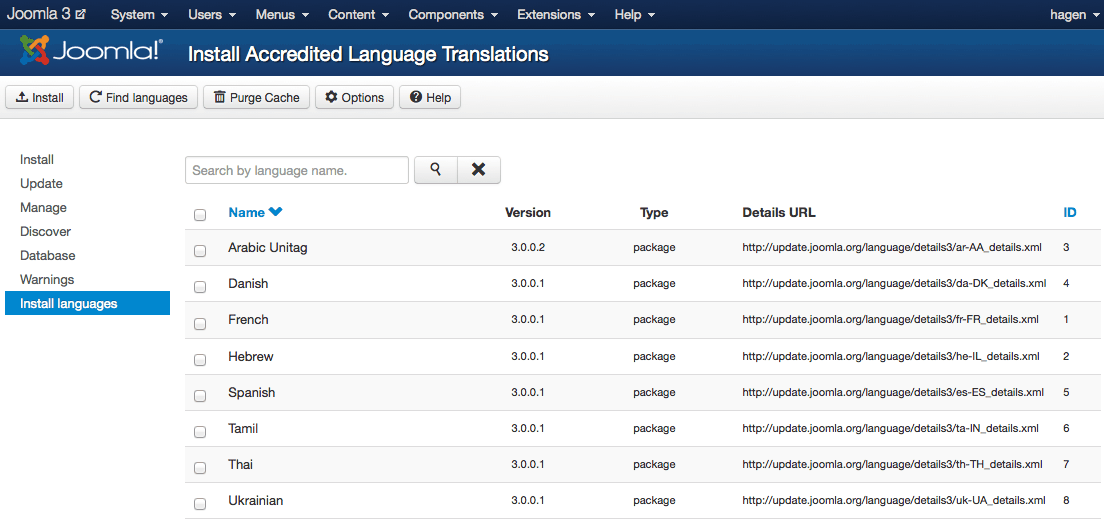 Joomla 3 System Users Menus Content Components Extensions Help hagen
Joomla!® Install Accredited Language Translations
Install Find languages Purge Cache Options Help
Install
Update
Manage
Discover
Database
Warnings
Install languages
Search by language name.
Name Version Type Details URL ID
Arabic Unitag 3.0.0.2 package http://update.joomla.org/language/details3/ar-AA_details.xml 3
Danish 3.0.0.1 package http://update.joomla.org/language/details3/da-DK_details.xml 4
French 3.0.0.1 package http://update.joomla.org/language/details3/fr-FR_details.xml 1
Hebrew 3.0.0.1 package http://update.joomla.org/language/details3/he-IL_details.xml 2
Spanish 3.0.0.1 package http://update.joomla.org/language/details3/es-ES_details.xml 5
Tamil 3.0.0.1 package http://update.joomla.org/language/details3/ta-IN_details.xml 6
Thai 3.0.0.1 package http://update.joomla.org/language/details3/th-TH_details.xml 7
Ukrainian 3.0.0.1 package http://update.joomla.org/language/details3/uk-UA_details.xml 8